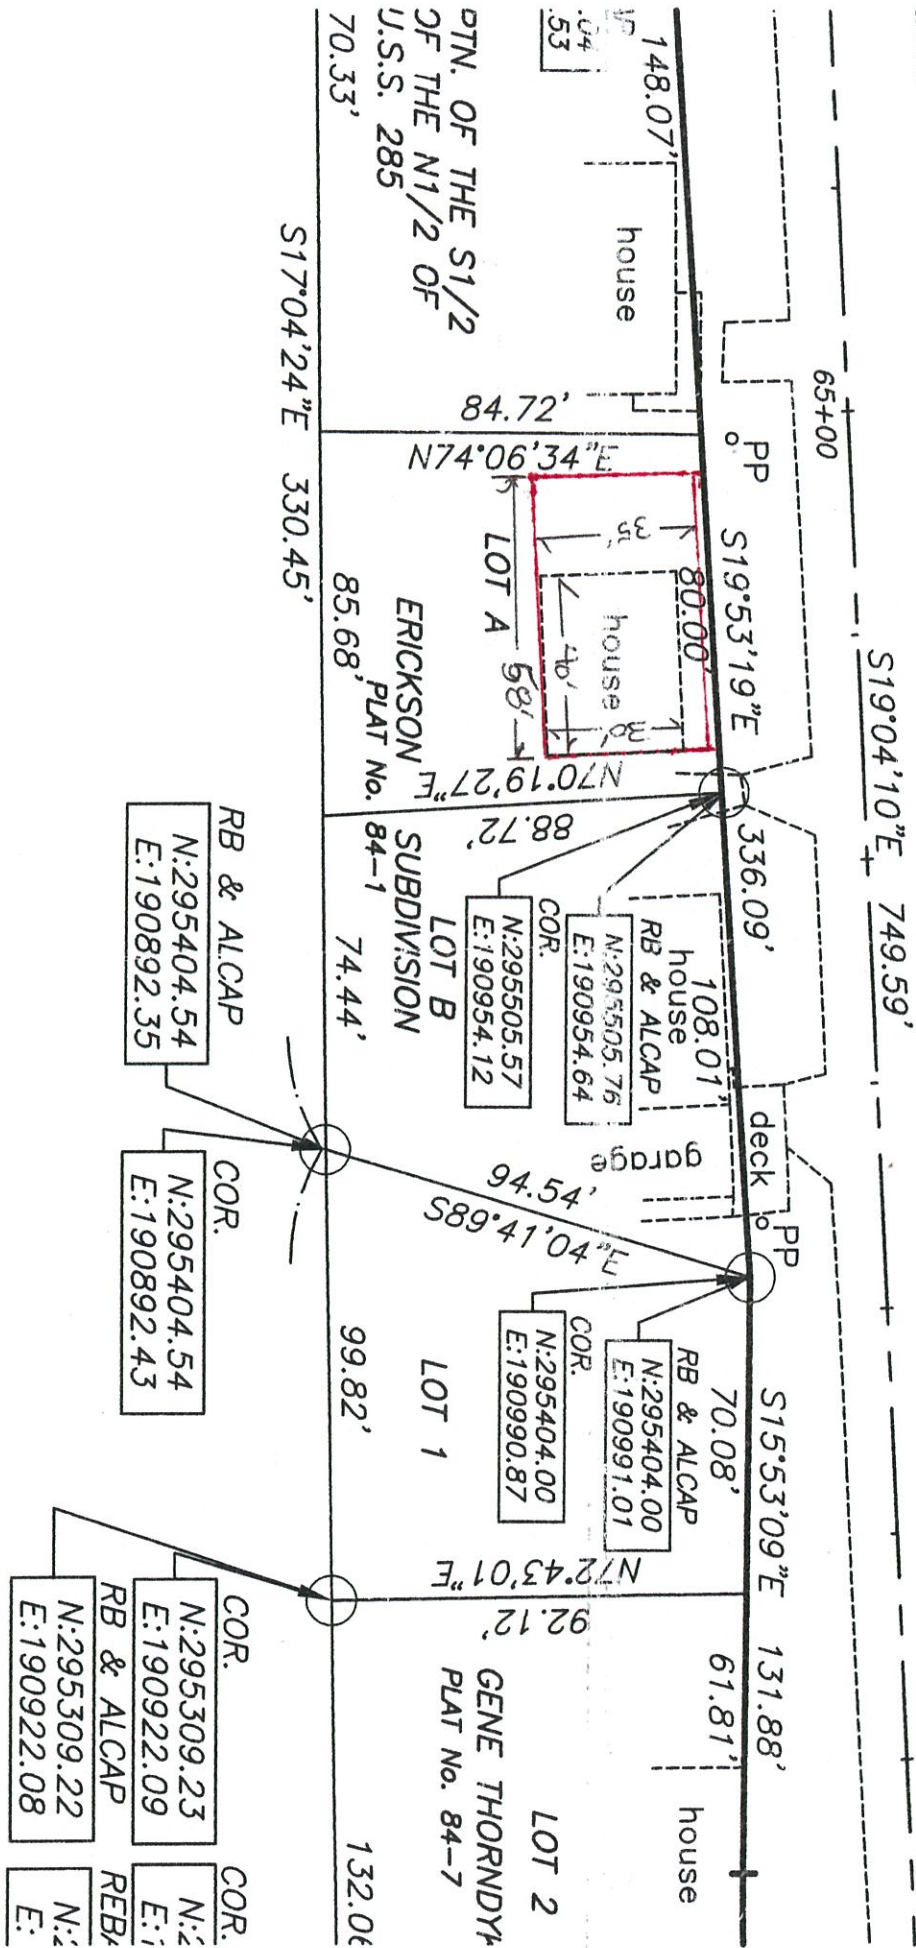 .04
.53
148.07'
house
PTN. OF THE S1/2
OF THE N1/2 OF
U.S.S. 285
70.33'
S17°04'24"E 330.45'
84.72'
N74°06'34"E
PP
65+00
S19°53'19"E
80.00'
S19°04'10"E 749.59'
35'
house
40'
30'
58'
LOT A
ERICKSON SUBDIVISION
PLAT No. 84-1
85.68'
N70°19'27"E
88.72'
336.09'
RB & ALCAP
N:295505.76
E:190954.64
COR.
N:295505.57
E:190954.12
LOT B
74.44'
house
108.01'
garage
deck
PP
94.54'
S89°41'04"E
RB & ALCAP
N:295404.54
E:190892.35
COR.
N:295404.54
E:190892.43
RB & ALCAP
N:295404.00
E:190991.01
COR.
N:295404.00
E:190990.87
S15°53'09"E 131.88'
70.08'
61.81'
LOT 1
99.82'
N72°43'01"E
92.12'
COR.
N:295309.23
E:190922.09
RB & ALCAP
N:295309.22
E:190922.08
LOT 2
GENE THORNDY
PLAT No. 84-7
house
132.06
COR.
N:2
E:1
REBA
N:2
E: